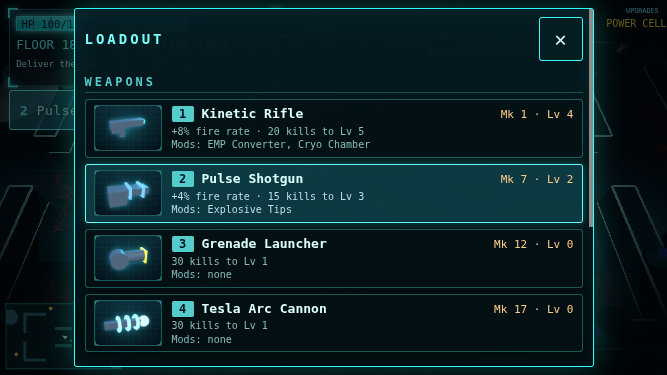 HP 100/1
FLOOR 18
Deliver the
2 Pulse
UPGRADES
POWER CELL
LOADOUT
×
WEAPONS
1 Kinetic Rifle Mk 1 · Lv 4
+8% fire rate · 20 kills to Lv 5
Mods: EMP Converter, Cryo Chamber
2 Pulse Shotgun Mk 7 · Lv 2
+4% fire rate · 15 kills to Lv 3
Mods: Explosive Tips
3 Grenade Launcher Mk 12 · Lv 0
30 kills to Lv 1
Mods: none
4 Tesla Arc Cannon Mk 17 · Lv 0
30 kills to Lv 1
Mods: none